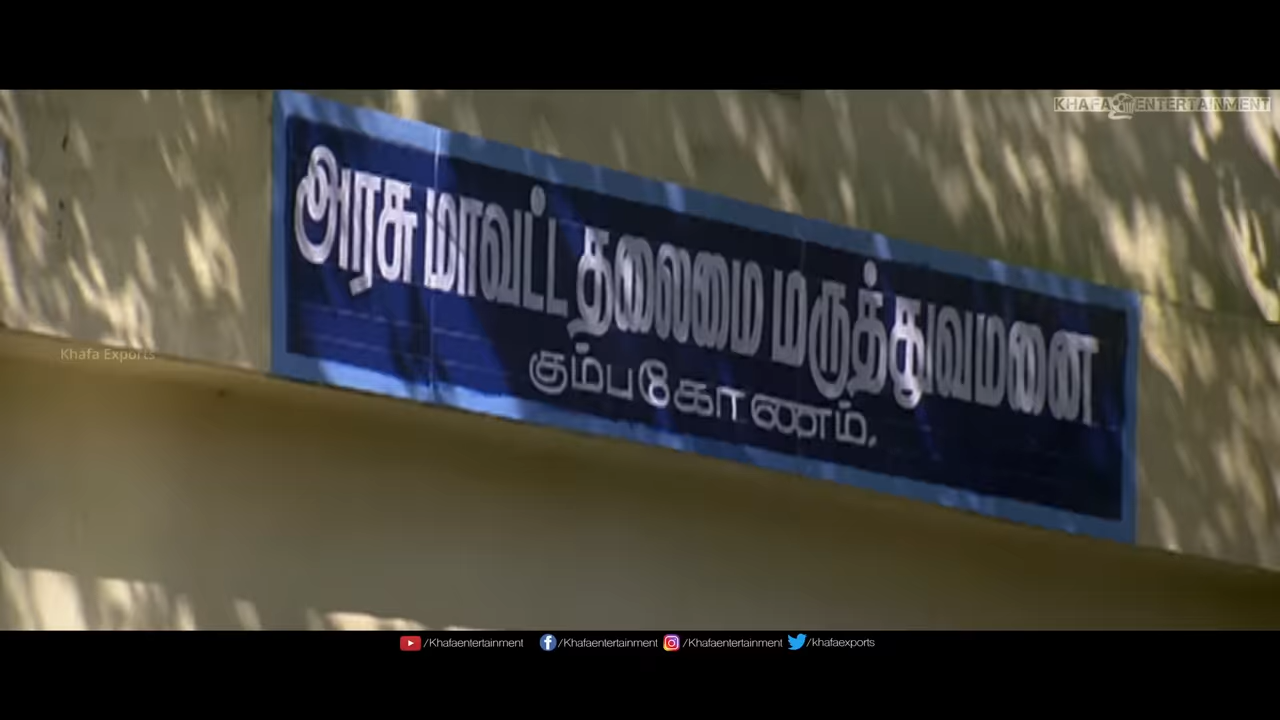 KHAFA ENTERTAINMENT
அரசு மாவட்ட தலைமை மருத்துவமனை
கும்பகோணம்.
Khafa Exports
/Khafaentertainment /Khafaentertainment /Khafaentertainment /khafaexports